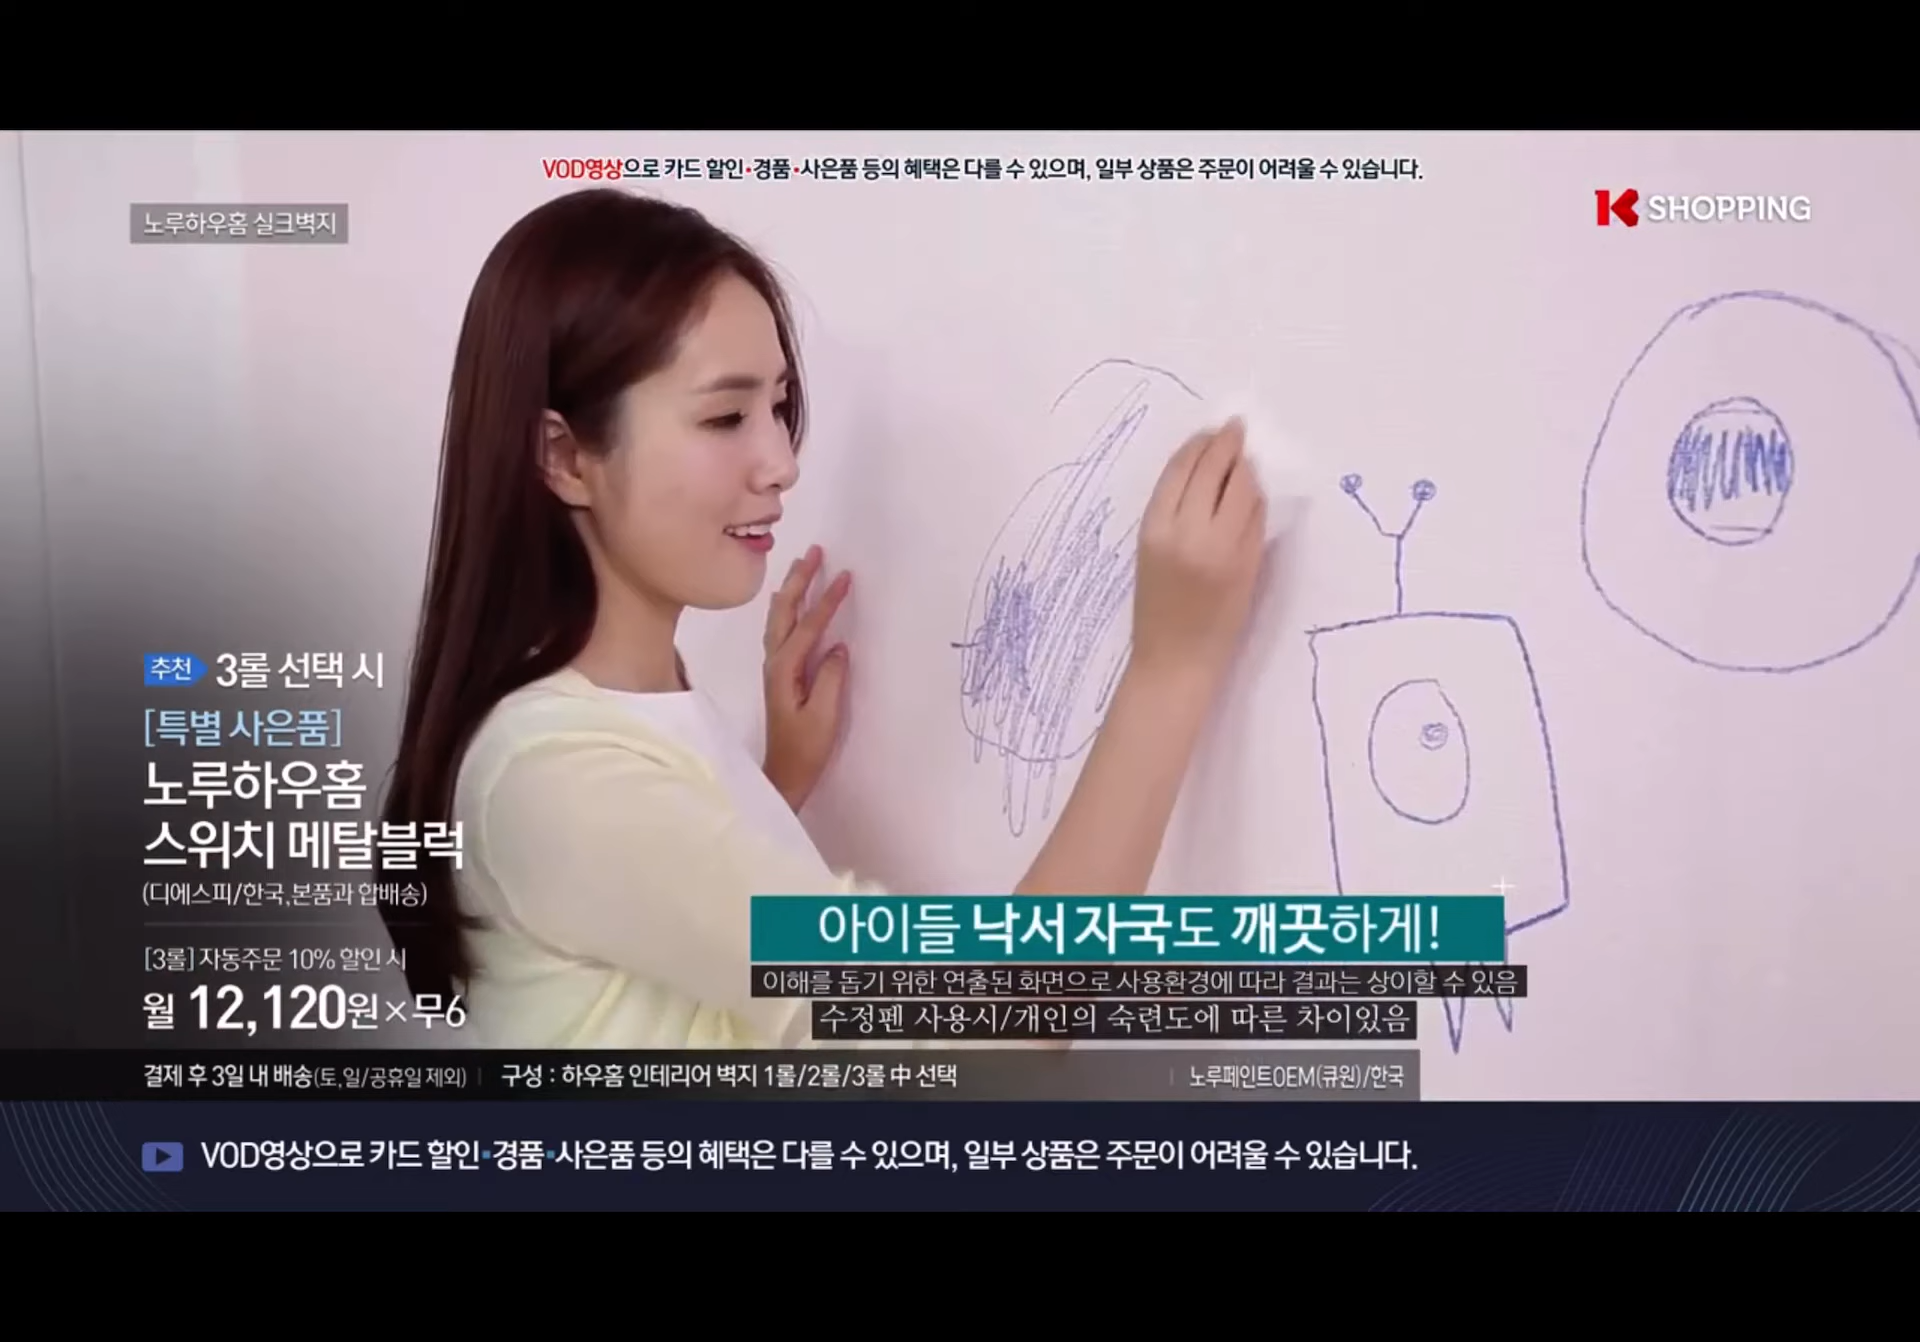 VOD영상으로 카드 할인•경품•사은품 등의 혜택은 다를 수 있으며, 일부 상품은 주문이 어려울 수 있습니다.
노루하우홈 실크벽지
K SHOPPING
추천 3롤 선택 시
[특별 사은품]
노루하우홈
스위치 메탈블럭
(디에스피/한국,본품과 합배송)
[3롤] 자동주문 10% 할인 시
월 12,120원×무6
아이들 낙서 자국도 깨끗하게!
이해를 돕기 위한 연출된 화면으로 사용환경에 따라 결과는 상이할 수 있음
수정펜 사용시/개인의 숙련도에 따른 차이있음
결제 후 3일 내 배송(토,일/공휴일 제외) | 구성 : 하우홈 인테리어 벽지 1롤/2롤/3롤 中 선택 | 노루페인트OEM(큐원)/한국
VOD영상으로 카드 할인•경품•사은품 등의 혜택은 다를 수 있으며, 일부 상품은 주문이 어려울 수 있습니다.